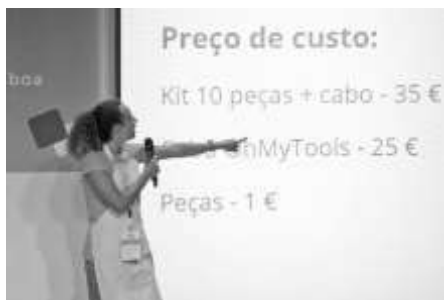 boa
Preço de custo:
Kit 10 peças + cabo - 35 €
OhMyTools - 25 €
Peças - 1 €